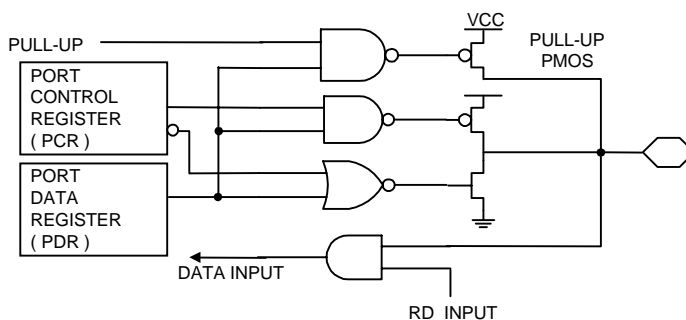 VCC
PULL-UP
PULL-UP
PMOS
PORT
CONTROL
REGISTER
( PCR )
PORT
DATA
REGISTER
( PDR )
DATA INPUT
RD INPUT